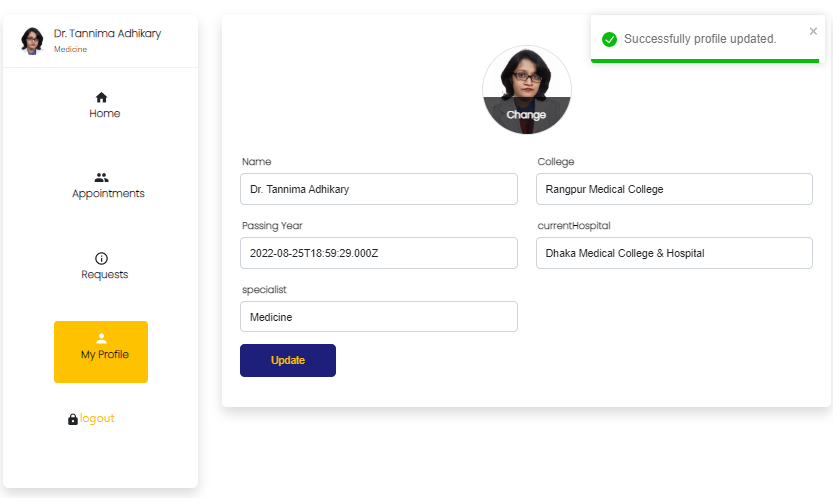 Dr. Tannima Adhikary
Medicine
Home
Appointments
Requests
My Profile
logout
Successfully profile updated.
×
Change
Name
College
Dr. Tannima Adhikary
Rangpur Medical College
Passing Year
currentHospital
2022-08-25T18:59:29.000Z
Dhaka Medical College & Hospital
specialist
Medicine
Update